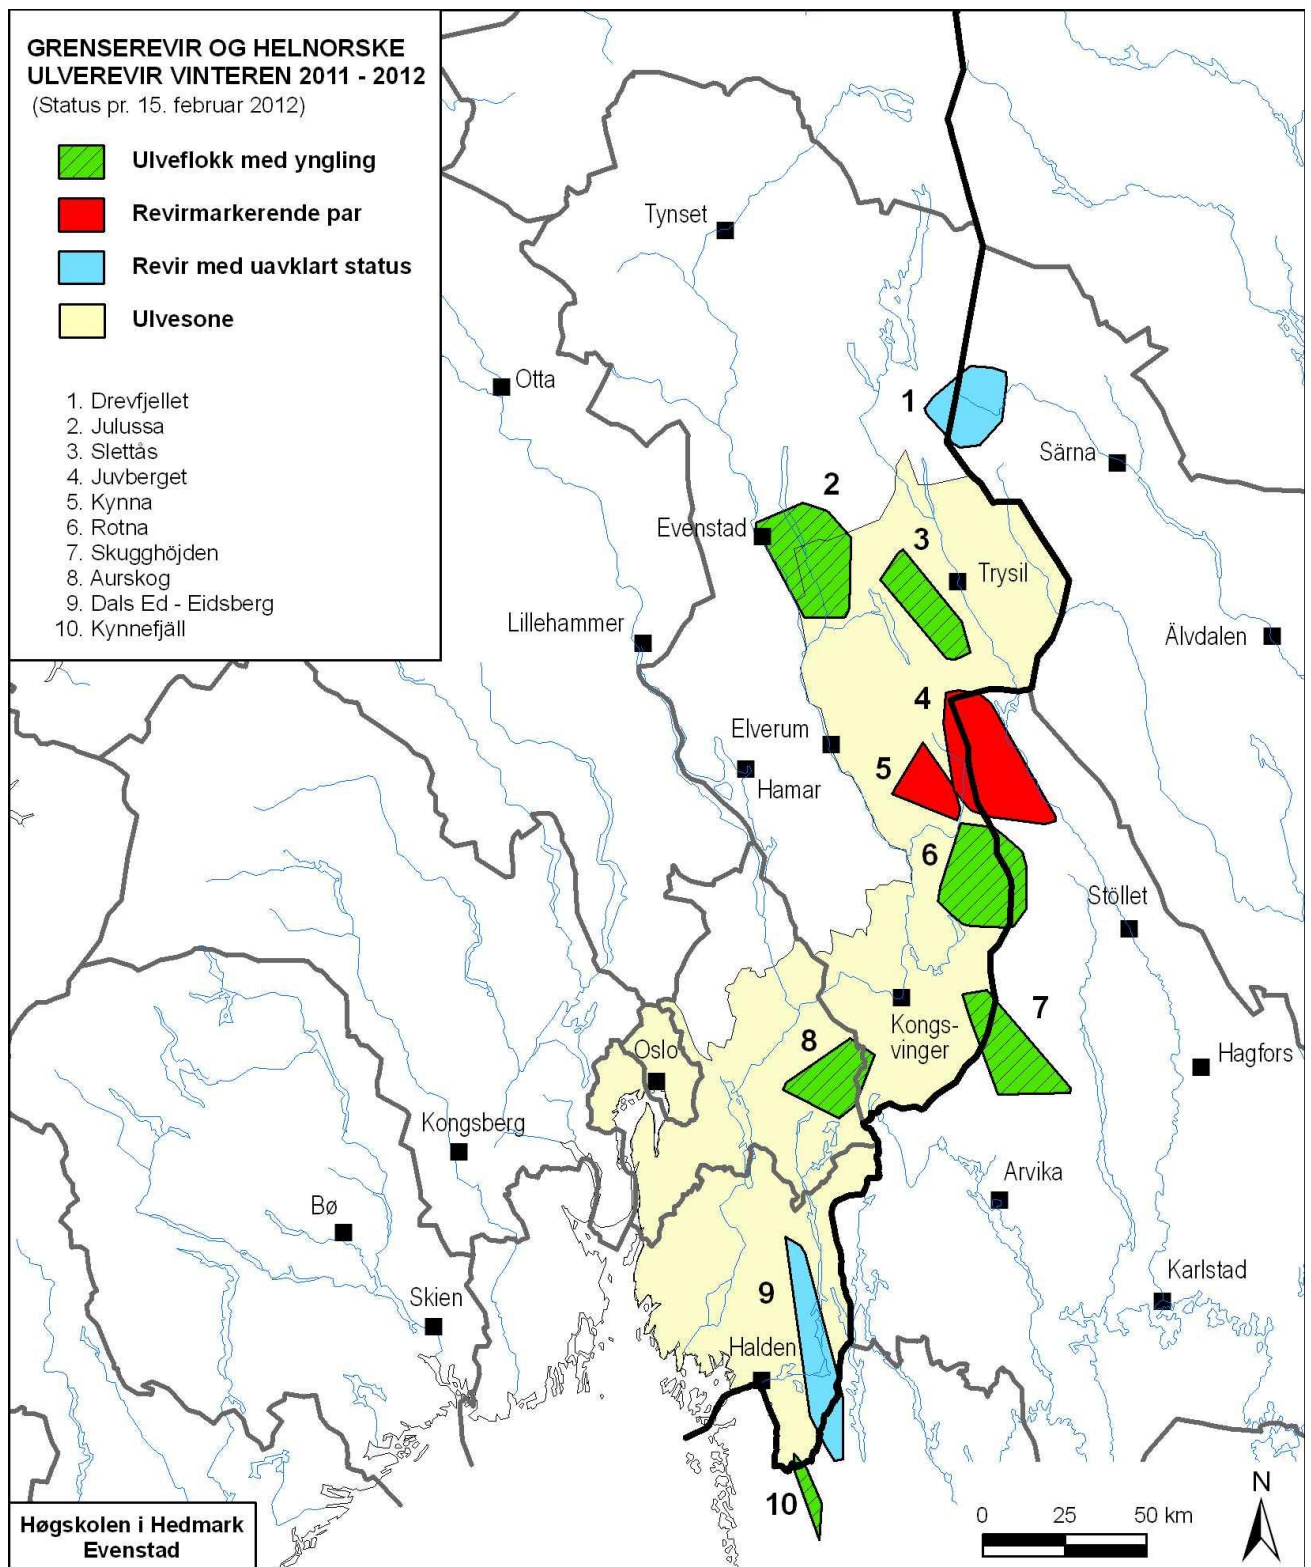 GRENSEREVIR OG HELNORSKE
ULVEREVIR VINTEREN 2011 - 2012
(Status pr. 15. februar 2012)
Ulveflokk med yngling
Revirmarkerende par
Revir med uavklart status
Ulvesone
1. Drevfjellet
2. Julussa
3. Slettås
4. Juvberget
5. Kynna
6. Rotna
7. Skugghöjden
8. Aurskog
9. Dals Ed - Eidsberg
10. Kynnefjäll
Tynset
Otta
1
Särna
2
Evenstad
3
Trysil
Lillehammer
Älvdalen
4
Elverum
5
Hamar
6
Stöllet
7
Kongs-
vinger
8
Oslo
Hagfors
Kongsberg
Arvika
Bø
Karlstad
9
Skien
Halden
10
N
0 25 50 km
Høgskolen i Hedmark
Evenstad